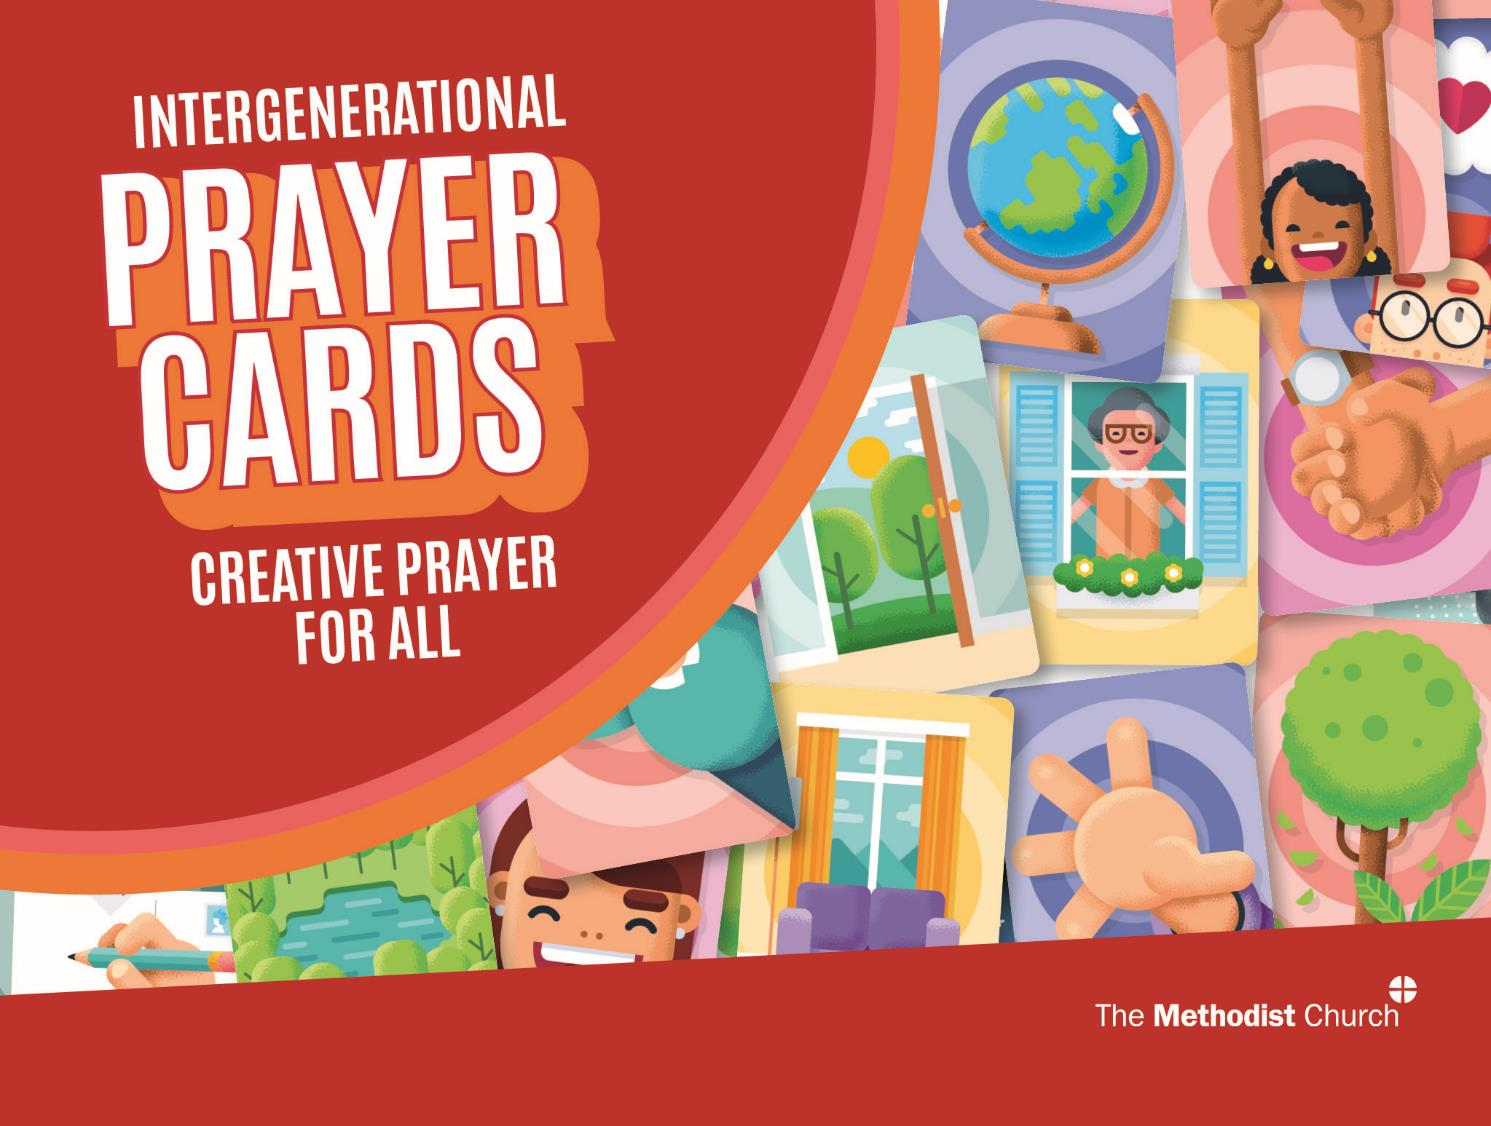 INTERGENERATIONAL
PRAYER
CARDS
CREATIVE PRAYER
FOR ALL
The Methodist Church